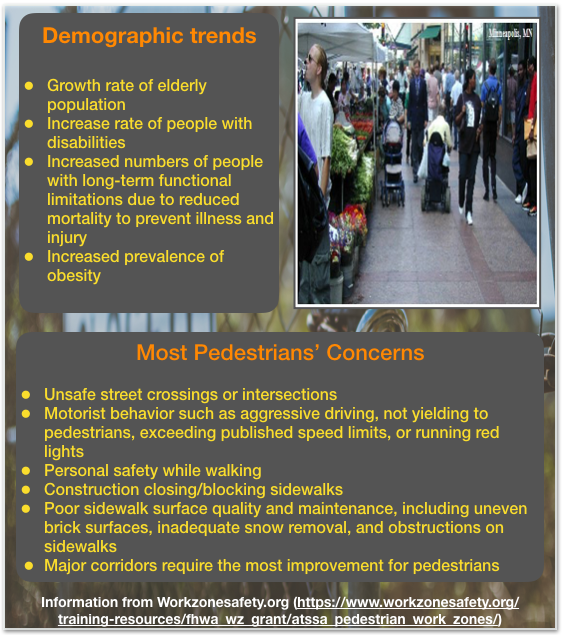 Demographic trends
Minneapolis, MN
● Growth rate of elderly
population
● Increase rate of people with
disabilities
● Increased numbers of people
with long-term functional
limitations due to reduced
mortality to prevent illness and
injury
● Increased prevalence of
obesity
Most Pedestrians’ Concerns
● Unsafe street crossings or intersections
● Motorist behavior such as aggressive driving, not yielding to
pedestrians, exceeding published speed limits, or running red
lights
● Personal safety while walking
● Construction closing/blocking sidewalks
● Poor sidewalk surface quality and maintenance, including uneven
brick surfaces, inadequate snow removal, and obstructions on
sidewalks
● Major corridors require the most improvement for pedestrians
Information from Workzonesafety.org (https://www.workzonesafety.org/
training-resources/fhwa_wz_grant/atssa_pedestrian_work_zones/)